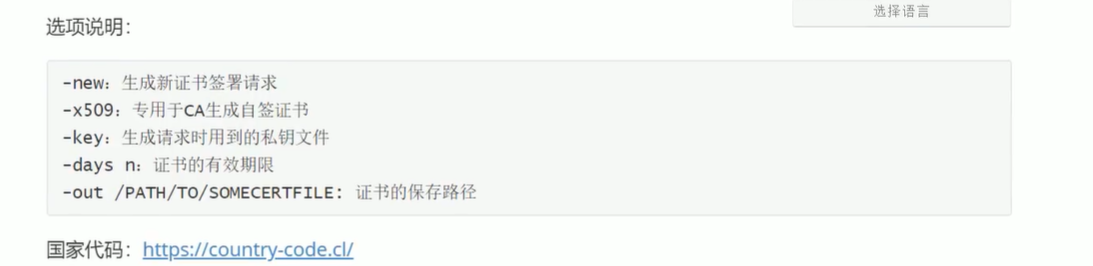 选择语言
选项说明：
-new：生成新证书签署请求
-x509：专用于CA生成自签证书
-key：生成请求时用到的私钥文件
-days n：证书的有效期限
-out /PATH/TO/SOMECERTFILE: 证书的保存路径
国家代码：https://country-code.cl/